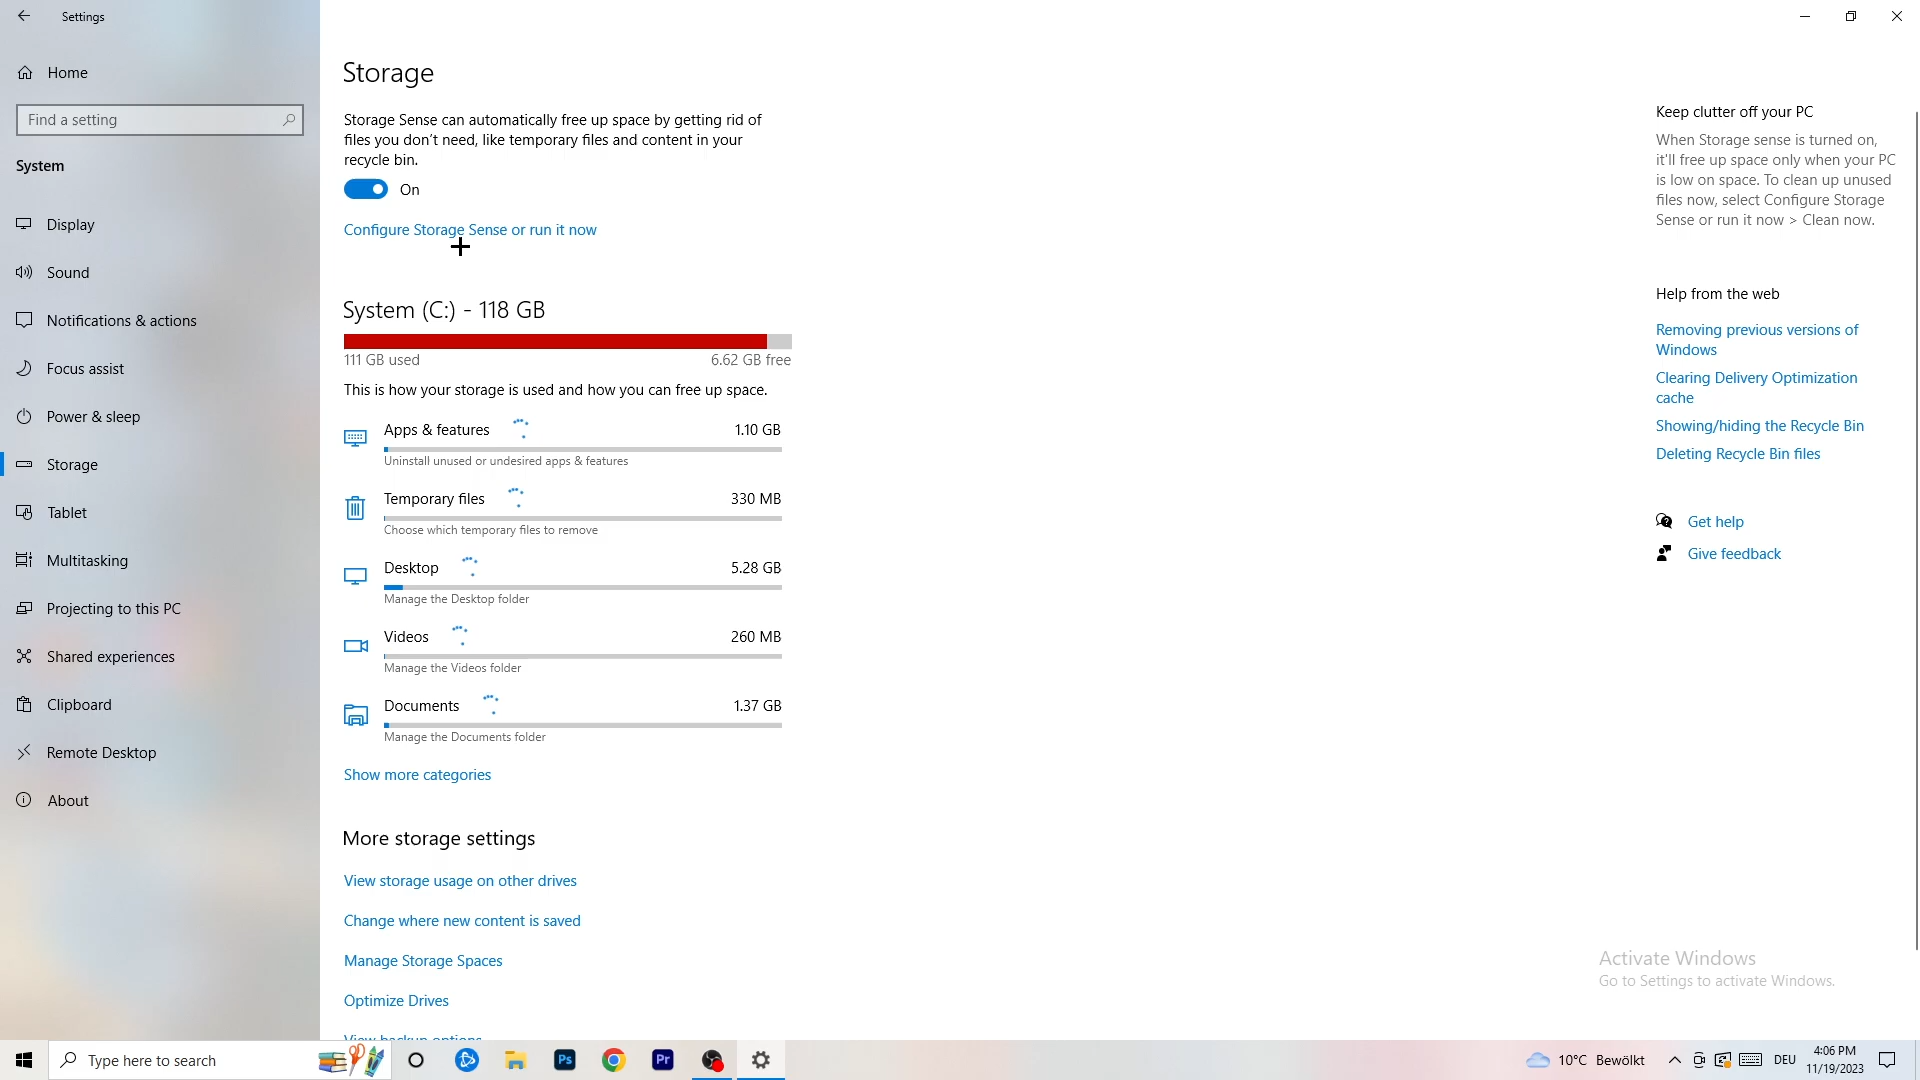 Settings
Home
Find a setting
System
Display
Sound
Notifications & actions
Focus assist
Power & sleep
Storage
Tablet
Multitasking
Projecting to this PC
Shared experiences
Clipboard
Remote Desktop
About
Storage
Storage Sense can automatically free up space by getting rid of
files you don't need, like temporary files and content in your
recycle bin.
On
Configure Storage Sense or run it now
System (C:) - 118 GB
111 GB used
6.62 GB free
This is how your storage is used and how you can free up space.
Apps & features
1.10 GB
Uninstall unused or undesired apps & features
Temporary files
330 MB
Choose which temporary files to remove
Desktop
5.28 GB
Manage the Desktop folder
Videos
260 MB
Manage the Videos folder
Documents
1.37 GB
Manage the Documents folder
Show more categories
More storage settings
View storage usage on other drives
Change where new content is saved
Manage Storage Spaces
Optimize Drives
View backup options
Keep clutter off your PC
When Storage sense is turned on,
it'll free up space only when your PC
is low on space. To clean up unused
files now, select Configure Storage
Sense or run it now > Clean now.
Help from the web
Removing previous versions of
Windows
Clearing Delivery Optimization
cache
Showing/hiding the Recycle Bin
Deleting Recycle Bin files
Get help
Give feedback
Activate Windows
Go to Settings to activate Windows.
Type here to search
Ps
Pr
10°C Bewölkt
DEU
4:06 PM
11/19/2023